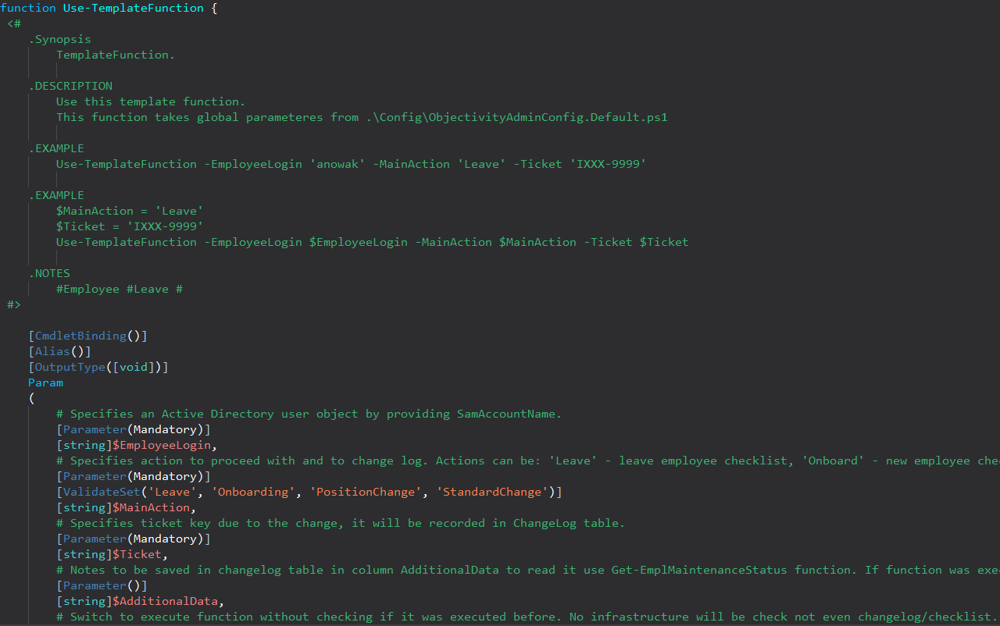 function Use-TemplateFunction {
<#
.Synopsis
TemplateFunction.
.DESCRIPTION
Use this template function.
This function takes global parameteres from .\Config\ObjectivityAdminConfig.Default.ps1
.EXAMPLE
Use-TemplateFunction -EmployeeLogin 'anowak' -MainAction 'Leave' -Ticket 'IXXX-9999'
.EXAMPLE
$MainAction = 'Leave'
$Ticket = 'IXXX-9999'
Use-TemplateFunction -EmployeeLogin $EmployeeLogin -MainAction $MainAction -Ticket $Ticket
.NOTES
#Employee #Leave #
#>
[CmdletBinding()]
[Alias()]
[OutputType([void])]
Param
(
# Specifies an Active Directory user object by providing SamAccountName.
[Parameter(Mandatory)]
[string]$EmployeeLogin,
# Specifies action to proceed with and to change log. Actions can be: 'Leave' - leave employee checklist, 'Onboard' - new employee che
[Parameter(Mandatory)]
[ValidateSet('Leave', 'Onboarding', 'PositionChange', 'StandardChange')]
[string]$MainAction,
# Specifies ticket key due to the change, it will be recorded in ChangeLog table.
[Parameter(Mandatory)]
[string]$Ticket,
# Notes to be saved in changelog table in column AdditionalData to read it use Get-EmplMaintenanceStatus function. If function was exe
[Parameter()]
[string]$AdditionalData,
# Switch to execute function without checking if it was executed before. No infrastructure will be check not even changelog/checklist.